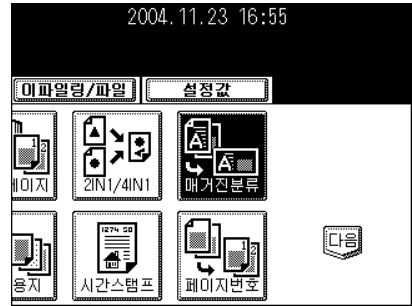 2004.11.23 16:55
이파일링/파일 설정값
이지 2IN1/4IN1 매거진분류
다음
용지 시간스탬프 페이지번호